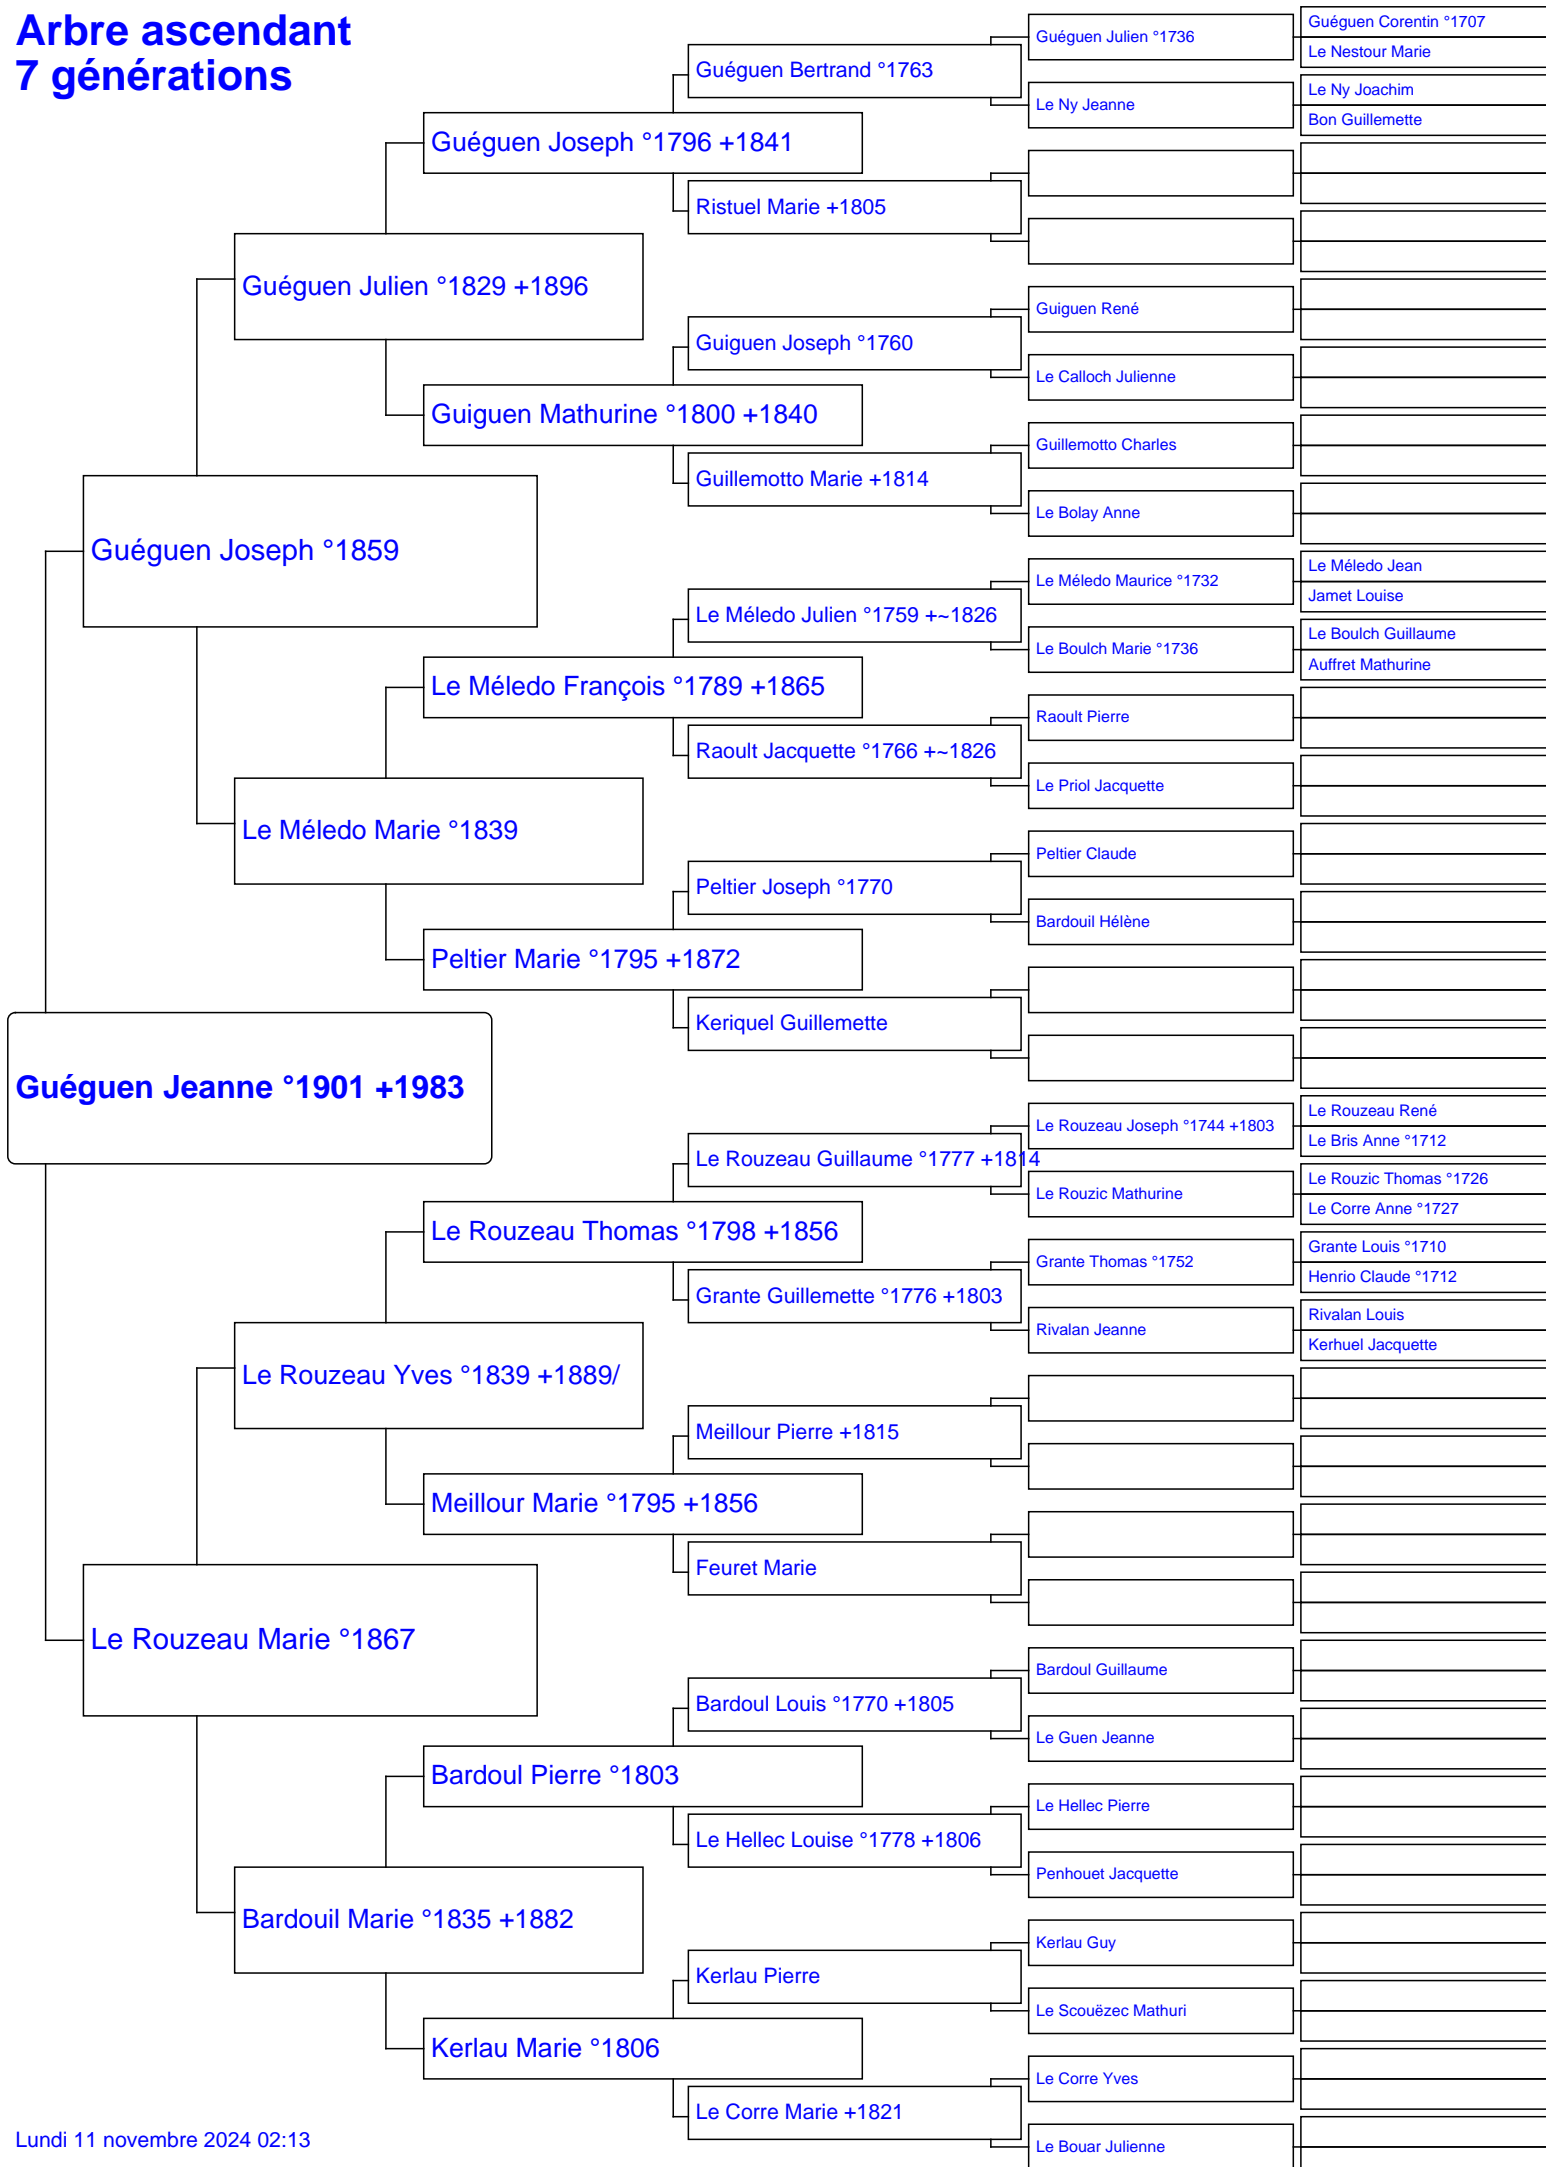 Arbre ascendant
7 générations
Guéguen Jeanne °1901 +1983
Guéguen Joseph °1859
Le Rouzeau Marie °1867
Guéguen Julien °1829 +1896
Le Méledo Marie °1839
Le Rouzeau Yves °1839 +1889/
Bardouil Marie °1835 +1882
Guéguen Joseph °1796 +1841
Guiguen Mathurine °1800 +1840
Le Méledo François °1789 +1865
Peltier Marie °1795 +1872
Le Rouzeau Thomas °1798 +1856
Meillour Marie °1795 +1856
Bardoul Pierre °1803
Kerlau Marie °1806
Guéguen Bertrand °1763
Ristuel Marie +1805
Guiguen Joseph °1760
Guillemotto Marie +1814
Le Méledo Julien °1759 +~1826
Raoult Jacquette °1766 +~1826
Peltier Joseph °1770
Keriquel Guillemette
Le Rouzeau Guillaume °1777 +1814
Grante Guillemette °1776 +1803
Meillour Pierre +1815
Feuret Marie
Bardoul Louis °1770 +1805
Le Hellec Louise °1778 +1806
Kerlau Pierre
Le Corre Marie +1821
Guéguen Julien °1736
Le Ny Jeanne
Guiguen René
Le Calloch Julienne
Guillemotto Charles
Le Bolay Anne
Le Méledo Maurice °1732
Le Boulch Marie °1736
Raoult Pierre
Le Priol Jacquette
Peltier Claude
Bardouil Hélène
Le Rouzeau Joseph °1744 +1803
Le Rouzic Mathurine
Grante Thomas °1752
Rivalan Jeanne
Bardoul Guillaume
Le Guen Jeanne
Le Hellec Pierre
Penhouet Jacquette
Kerlau Guy
Le Scouëzec Mathuri
Le Corre Yves
Le Bouar Julienne
Guéguen Corentin °1707
Le Nestour Marie
Le Ny Joachim
Bon Guillemette
Le Méledo Jean
Jamet Louise
Le Boulch Guillaume
Auffret Mathurine
Le Rouzeau René
Le Bris Anne °1712
Le Rouzic Thomas °1726
Le Corre Anne °1727
Grante Louis °1710
Henrio Claude °1712
Rivalan Louis
Kerhuel Jacquette
Lundi 11 novembre 2024 02:13